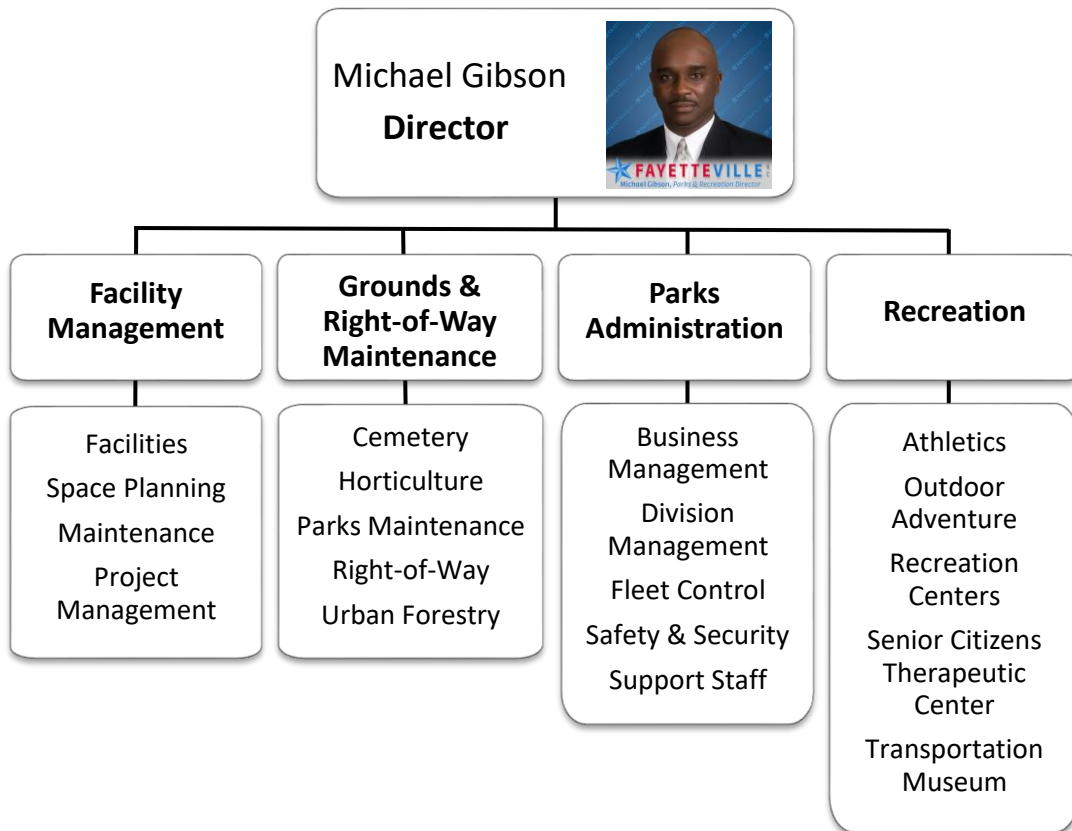 Michael Gibson
Director
FAYETTEVILLE
Michael Gibson, Parks & Recreation Director
Facility
Management
Facilities
Space Planning
Maintenance
Project
Management
Grounds &
Right-of-Way
Maintenance
Cemetery
Horticulture
Parks Maintenance
Right-of-Way
Urban Forestry
Parks
Administration
Business
Management
Division
Management
Fleet Control
Safety & Security
Support Staff
Recreation
Athletics
Outdoor
Adventure
Recreation
Centers
Senior Citizens
Therapeutic
Center
Transportation
Museum